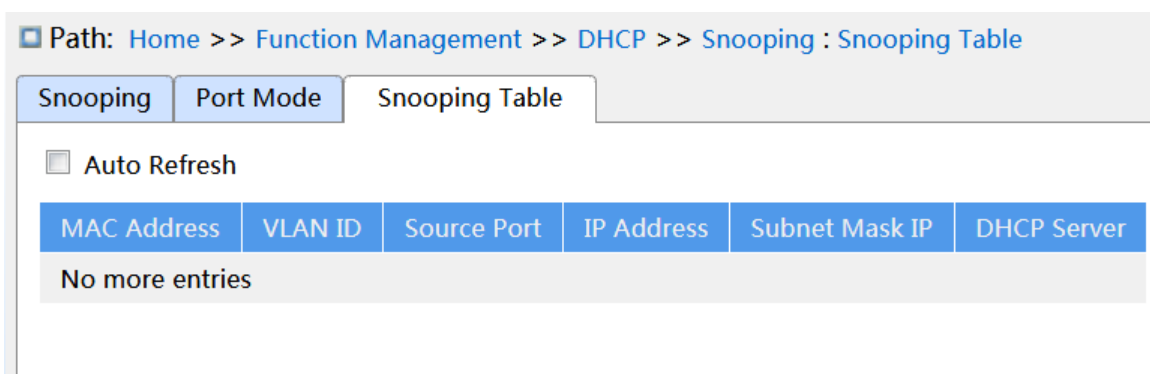 Path: Home >> Function Management >> DHCP >> Snooping : Snooping Table
Snooping Port Mode Snooping Table
Auto Refresh
MAC Address VLAN ID Source Port IP Address Subnet Mask IP DHCP Server
No more entries